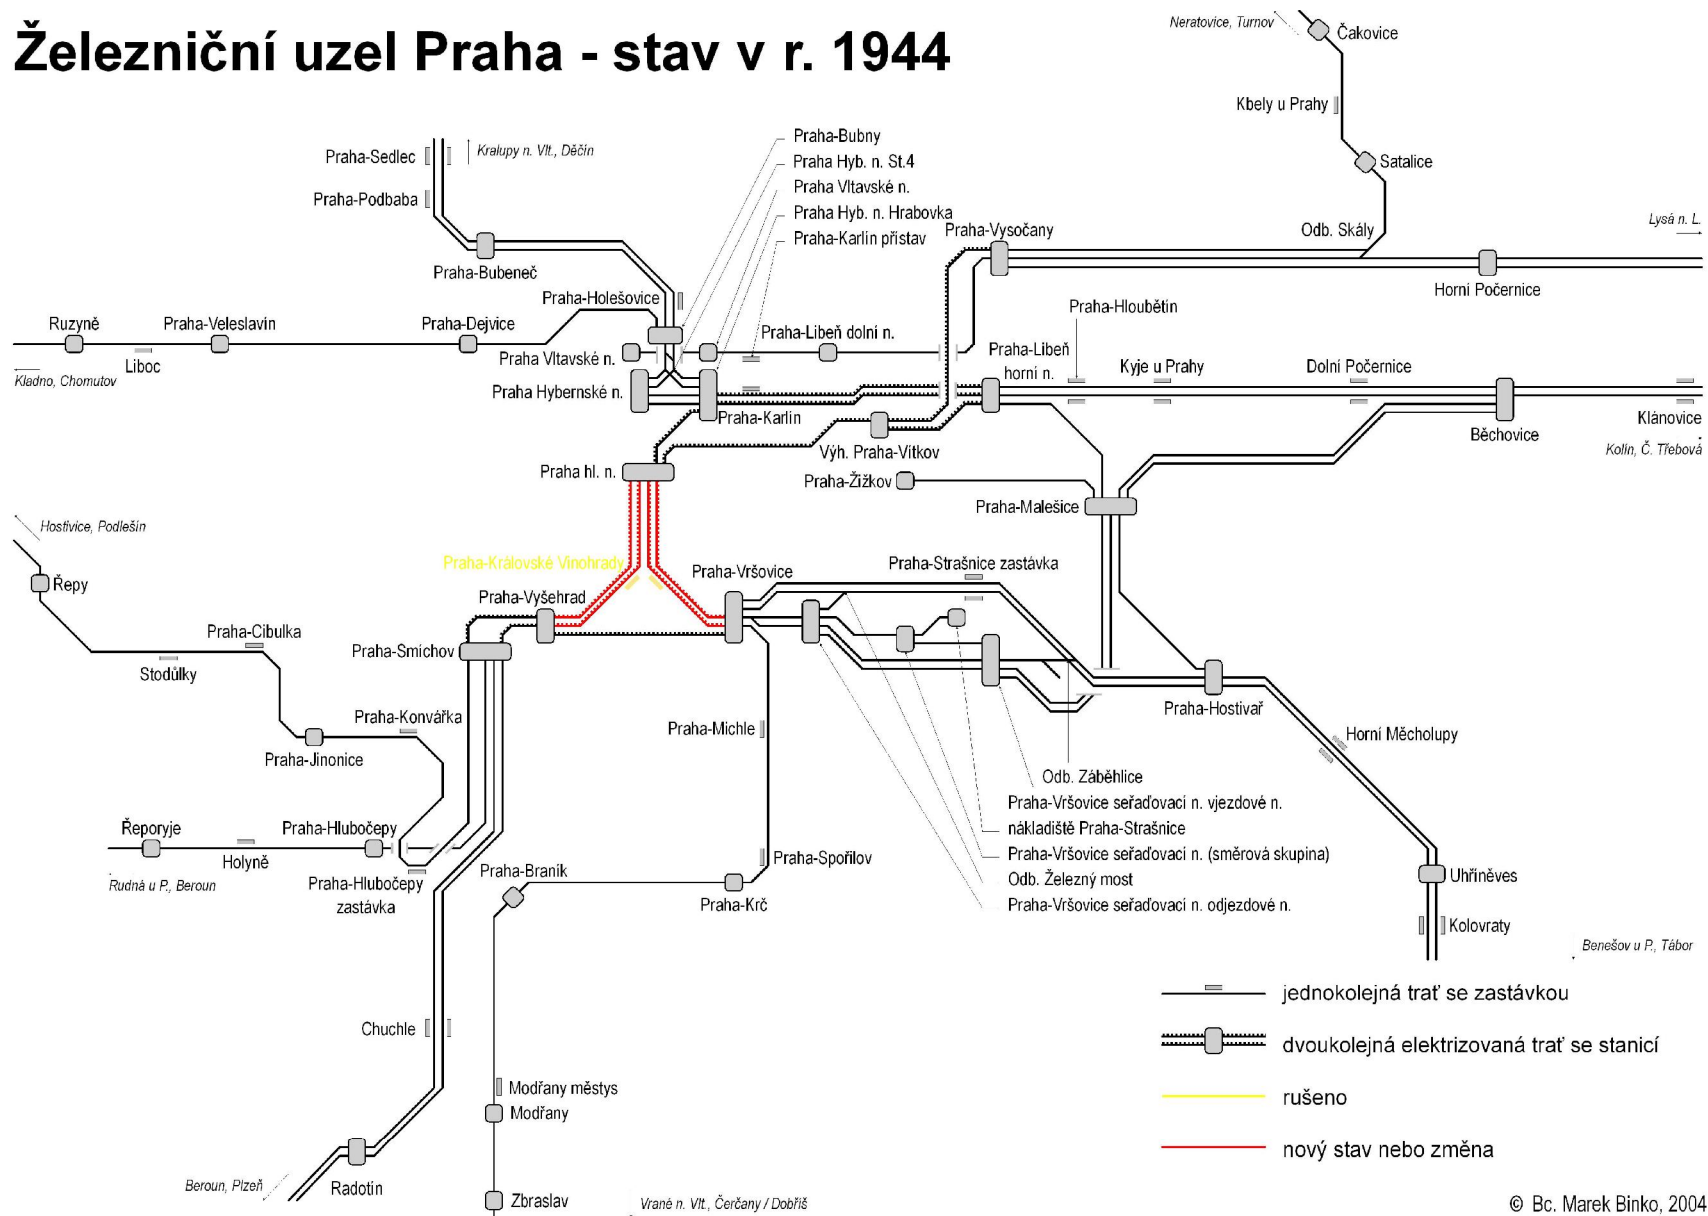 Železniční uzel Praha - stav v r. 1944
Neratovice, Turnov
Čakovice
Kbely u Prahy
Satalice
Praha-Sedlec
Kralupy n. Vlt., Děčín
Praha-Podbaba
Praha-Bubny
Praha Hyb. n. St.4
Praha Vltavské n.
Praha Hyb. n. Hrabovka
Praha-Karlín přístav
Praha-Vysočany
Odb. Skály
Lysá n. L.
Praha-Bubeneč
Horní Počernice
Praha-Holešovice
Praha-Hloubětín
Ruzyně
Praha-Veleslavín
Praha-Dejvice
Praha-Libeň dolní n.
Liboc
Kladno, Chomutov
Praha Vltavské n.
Praha-Libeň
horní n.
Kyje u Prahy
Dolní Počernice
Praha Hybernské n.
Praha-Karlín
Klánovice
Běchovice
Kolín, Č. Třebová
Výh. Praha-Vítkov
Praha hl. n.
Praha-Žižkov
Praha-Malešice
Hostivice, Podlešín
Řepy
Praha-Královské Vinohrady
Praha-Vršovice
Praha-Strašnice zastávka
Praha-Vyšehrad
Praha-Cibulka
Stodůlky
Praha-Smíchov
Praha-Konvářka
Praha-Jinonice
Praha-Michle
Praha-Hostivař
Horní Měcholupy
Odb. Záběhlice
Praha-Vršovice seřaďovací n. vjezdové n.
nákladiště Praha-Strašnice
Praha-Vršovice seřaďovací n. (směrová skupina)
Odb. Železný most
Praha-Vršovice seřaďovací n. odjezdové n.
Řeporyje
Holyně
Praha-Hlubočepy
Rudná u P., Beroun
Praha-Hlubočepy
zastávka
Praha-Braník
Praha-Spořilov
Praha-Krč
Uhříněves
Kolovraty
Benešov u P., Tábor
Chuchle
Modřany městys
Modřany
Radotín
Beroun, Plzeň
Zbraslav
Vrané n. Vlt., Čerčany / Dobříš
jednokolejná trať se zastávkou
dvoukolejná elektrizovaná trať se stanicí
rušeno
nový stav nebo změna
© Bc. Marek Binko, 2004